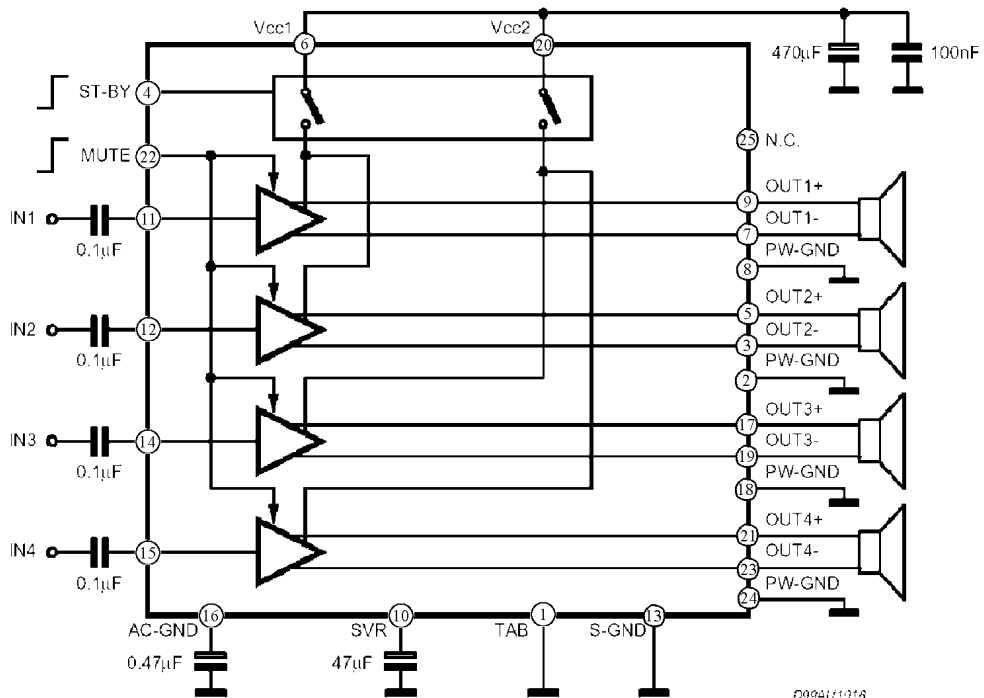 Vcc1
Vcc2
6
20
470µF
100nF
ST-BY
4
25
N.C.
MUTE
22
9
OUT1+
IN1
0.1µF
11
7
OUT1-
8
PW-GND
5
OUT2+
IN2
0.1µF
12
3
OUT2-
2
PW-GND
17
OUT3+
IN3
0.1µF
14
19
OUT3-
18
PW-GND
21
OUT4+
IN4
0.1µF
15
23
OUT4-
24
PW-GND
16
10
1
13
AC-GND
SVR
TAB
S-GND
0.47µF
47µF
D99AU1016